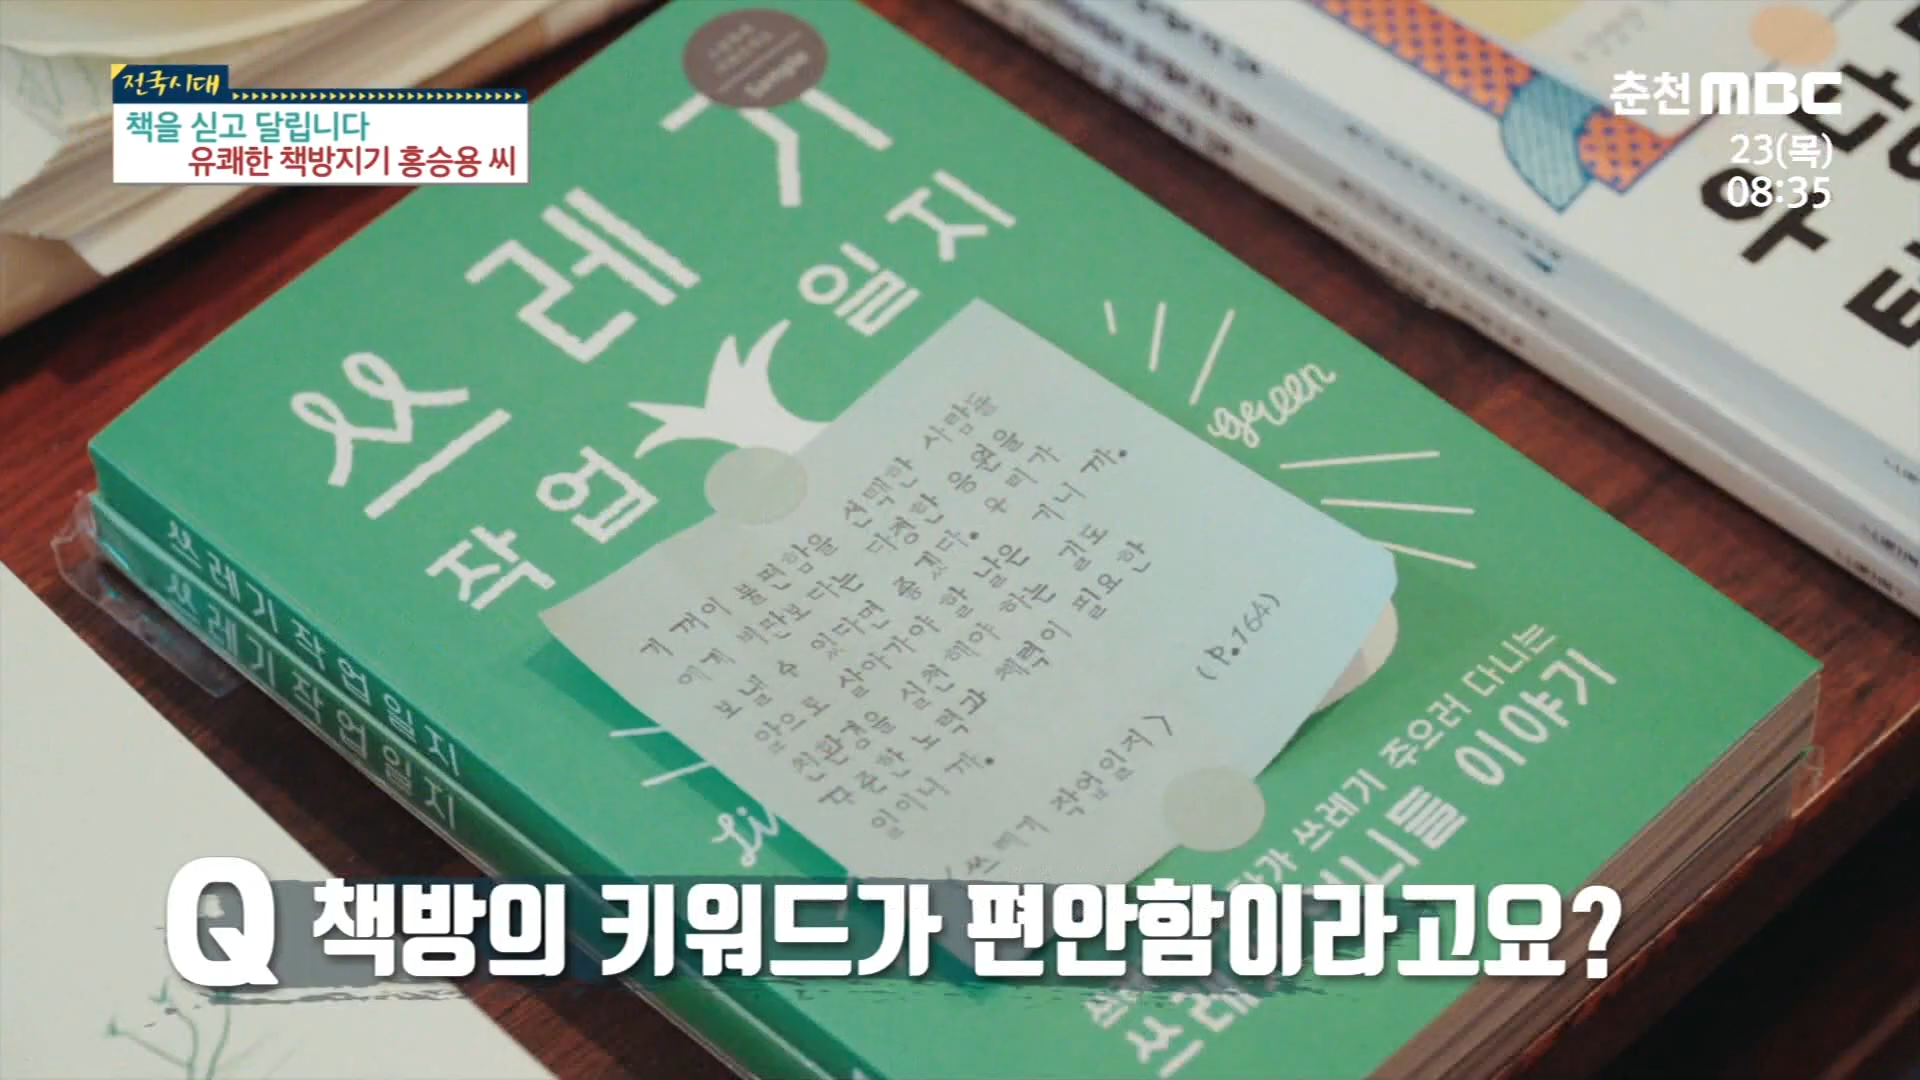 전국시대
책을 싣고 달립니다
유쾌한 책방지기 홍승용 씨
춘천MBC
23(목)
08:35
Sample
쓰레기
작업일지
green
기꺼이 불편함을 선택한 사람들
에게 비판보다는 다정한 응원을
보낼 수 있다면 좋겠다. 우리가
앞으로 살아가야 할 날은 기니까.
친환경을 실천해야 하는 길도
꾸준한 노력과 체력이 필요한
일이니까.
(P.164)
<쓰레기 작업일지>
쓰레기 주으러 다니는
이야기
쓰레기 작업일지
쓰레기 작업일지
Q 책방의 키워드가 편안함이라고요?